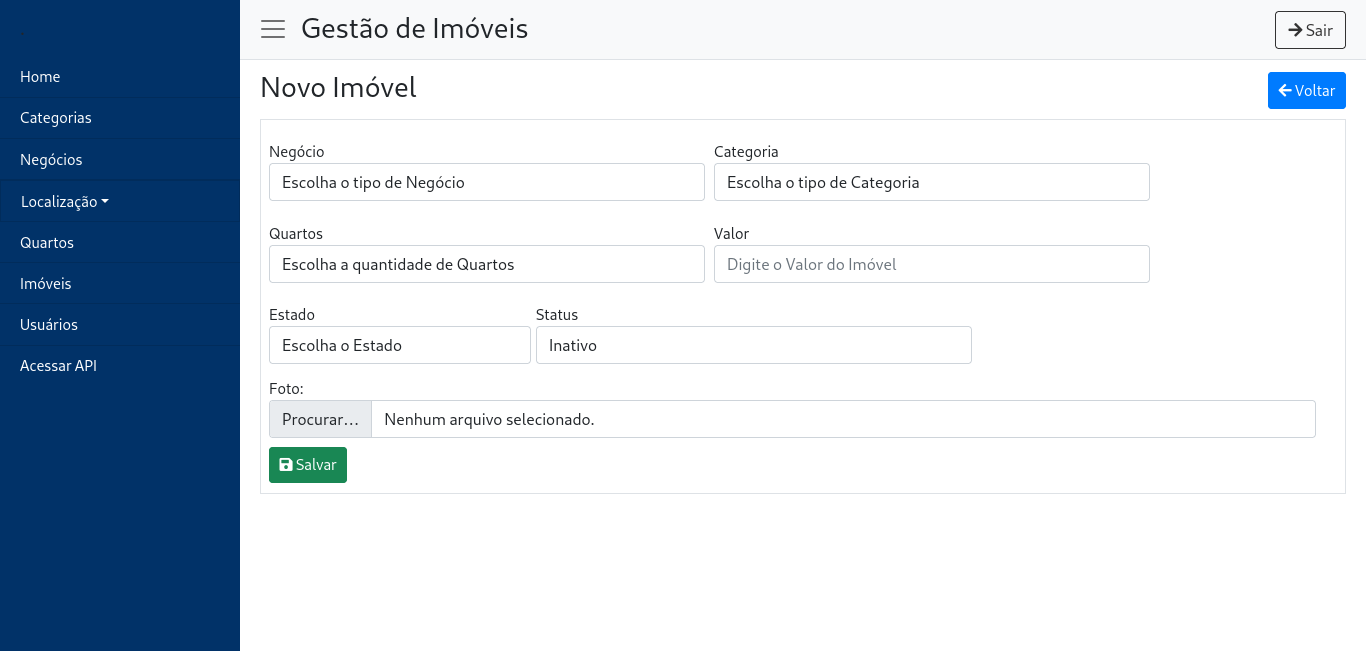 Home
Categorias
Negócios
Localização
Quartos
Imóveis
Usuários
Acessar API
Gestão de Imóveis
Sair
Novo Imóvel
Voltar
Negócio
Categoria
Escolha o tipo de Negócio
Escolha o tipo de Categoria
Quartos
Valor
Escolha a quantidade de Quartos
Digite o Valor do Imóvel
Estado
Status
Escolha o Estado
Inativo
Foto:
Procurar... Nenhum arquivo selecionado.
Salvar